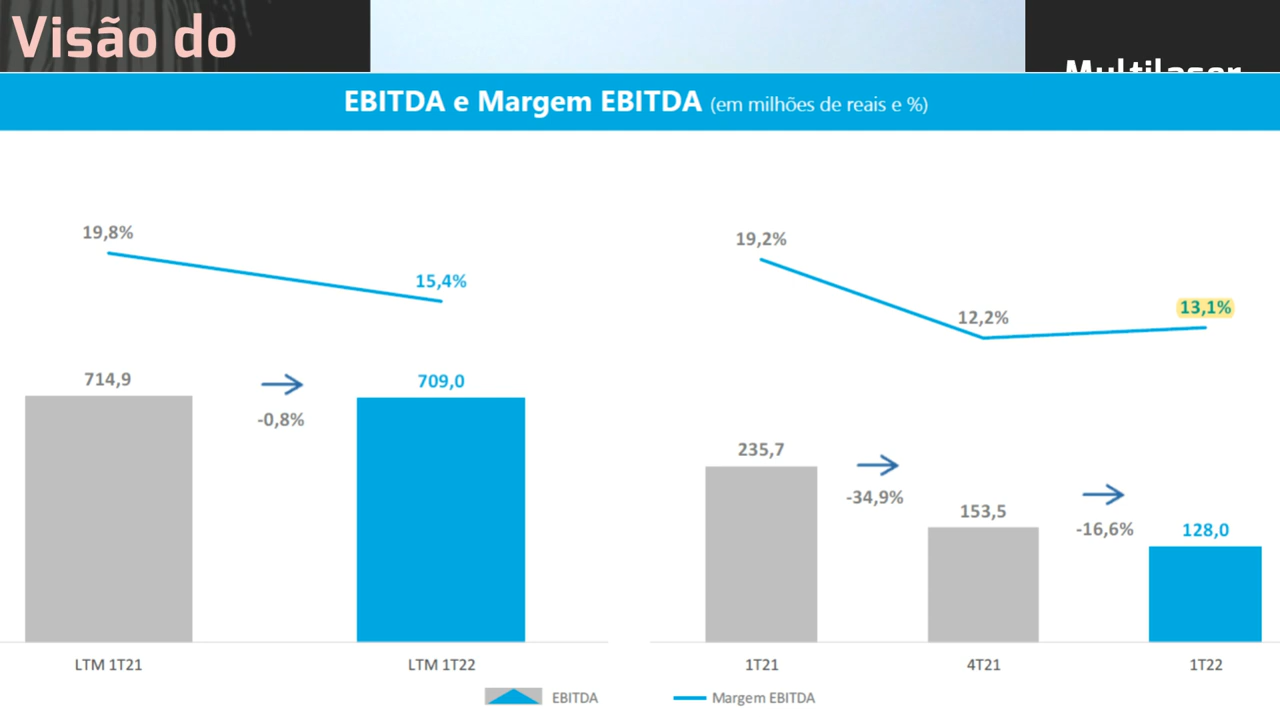 Visão do
Multilaser
EBITDA e Margem EBITDA (em milhões de reais e %)
19,8%
15,4%
714,9
-0,8%
709,0
LTM 1T21
LTM 1T22
19,2%
12,2%
13,1%
235,7
-34,9%
153,5
-16,6%
128,0
1T21
4T21
1T22
EBITDA
Margem EBITDA